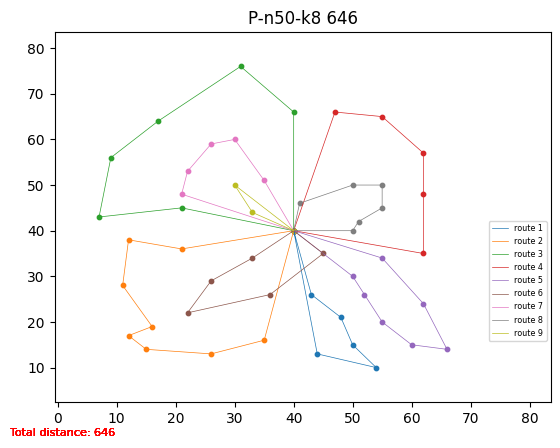 P-n50-k8 646
80
70
60
50
40
30
20
10
0 10 20 30 40 50 60 70 80
route 1
route 2
route 3
route 4
route 5
route 6
route 7
route 8
route 9
Total distance: 646